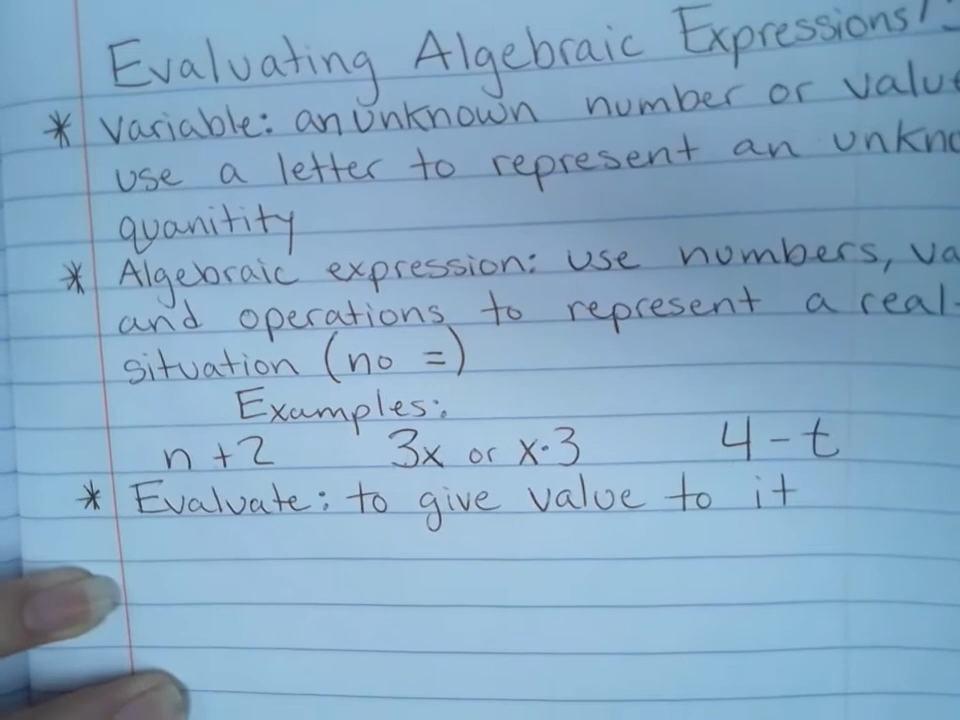 Evaluating Algebraic Expressions!
* Variable: an unknown number or value
use a letter to represent an unkno
quanitity
* Algebraic expression: use numbers, va
and operations to represent a real-
situation (no =)
Examples:
n + 2 3x or x·3 4 - t
* Evaluate: to give value to it